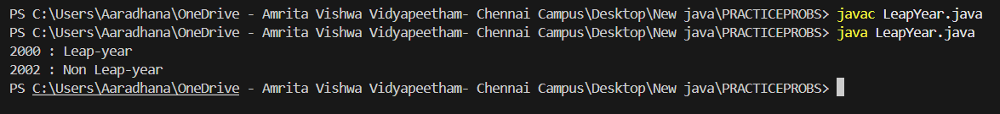 PS C:\Users\Aaradhana\OneDrive - Amrita Vishwa Vidyapeetham- Chennai Campus\Desktop\New java\PRACTICEPROBS> javac LeapYear.java
PS C:\Users\Aaradhana\OneDrive - Amrita Vishwa Vidyapeetham- Chennai Campus\Desktop\New java\PRACTICEPROBS> java LeapYear.java
2000 : Leap-year
2002 : Non Leap-year
PS C:\Users\Aaradhana\OneDrive - Amrita Vishwa Vidyapeetham- Chennai Campus\Desktop\New java\PRACTICEPROBS>